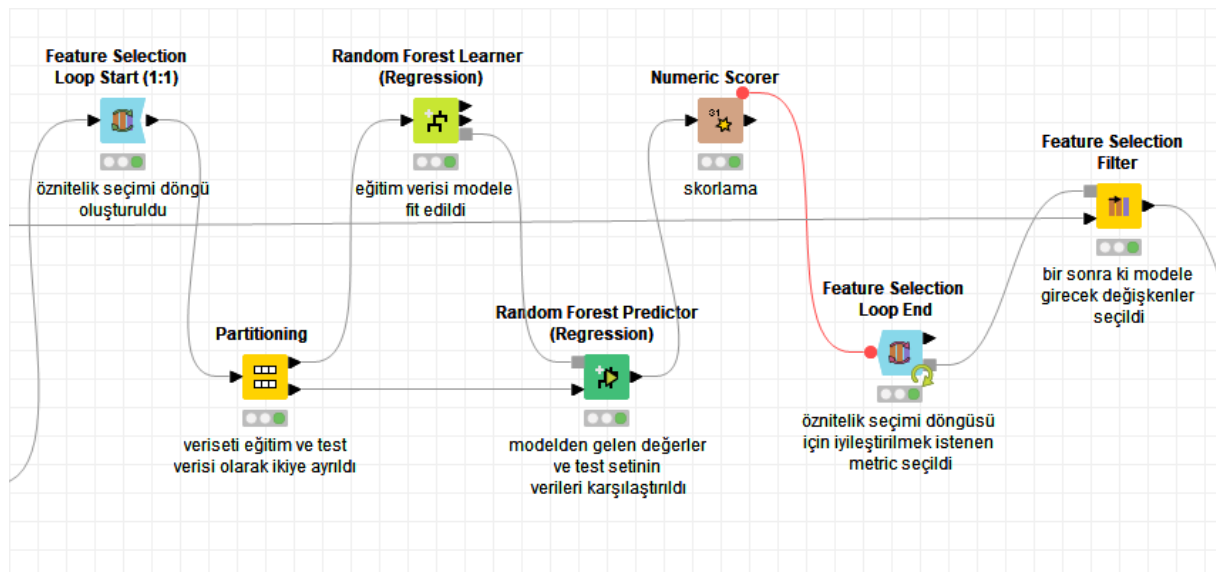 Feature Selection
Loop Start (1:1)
öznitelik seçimi döngü
oluşturuldu
Random Forest Learner
(Regression)
eğitim verisi modele
fit edildi
Numeric Scorer
31
skorlama
Feature Selection
Filter
bir sonra ki modele
girecek değişkenler
seçildi
Partitioning
veriseti eğitim ve test
verisi olarak ikiye ayrıldı
Random Forest Predictor
(Regression)
modelden gelen değerler
ve test setinin
verileri karşılaştırıldı
Feature Selection
Loop End
öznitelik seçimi döngüsü
için iyileştirilmek istenen
metric seçildi